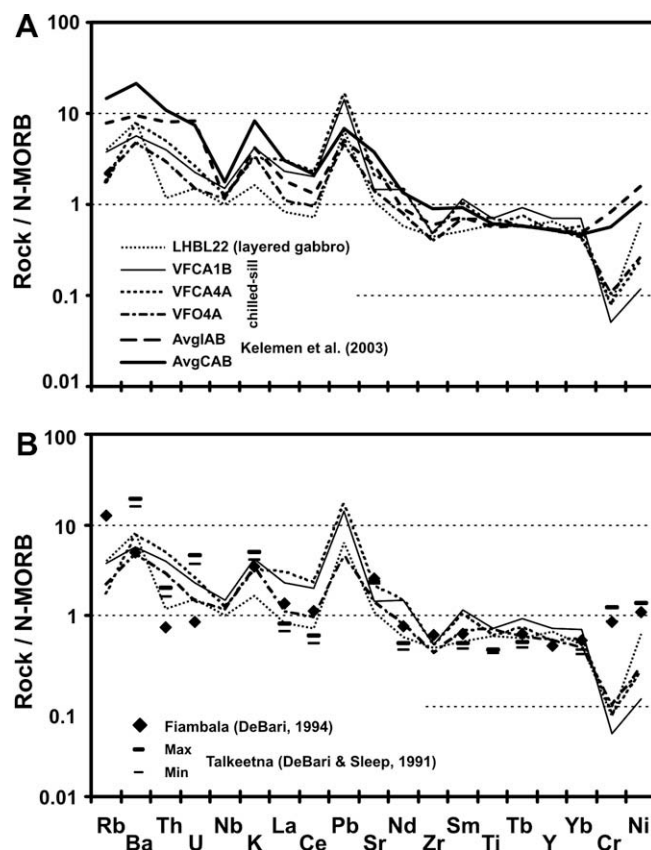 A
100
10
1
0.1
0.01
Rock / N-MORB
LHBL22 (layered gabbro)
VFCA1B
VFCA4A
VFO4A
chilled-sill
AvgIAB
AvgCAB
Kelemen et al. (2003)
B
100
10
1
0.1
0.01
Rock / N-MORB
Fiambala (DeBari, 1994)
Max
Min
Talkeetna (DeBari & Sleep, 1991)
Rb Ba Th U Nb K La Ce Pb Sr Nd Zr Sm Ti Tb Y Yb Cr Ni